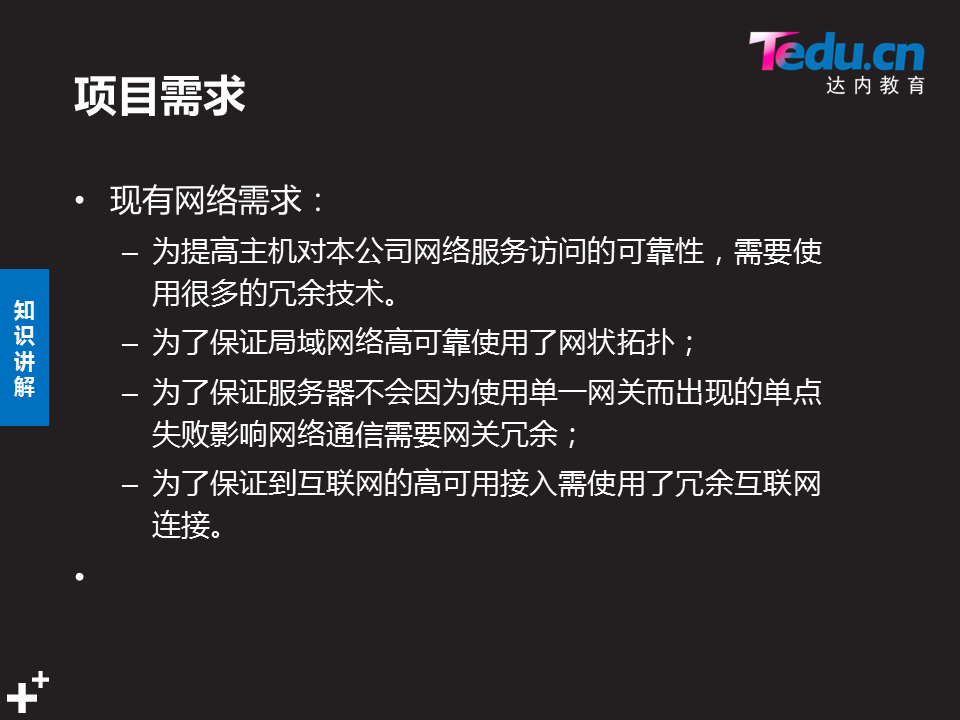 Tedu.cn
达内教育
项目需求
• 现有网络需求：
– 为提高主机对本公司网络服务访问的可靠性，需要使
用很多的冗余技术。
– 为了保证局域网络高可靠使用了网状拓扑；
– 为了保证服务器不会因为使用单一网关而出现的单点
失败影响网络通信需要网关冗余；
– 为了保证到互联网的高可用接入需使用了冗余互联网
连接。
•
知
识
讲
解